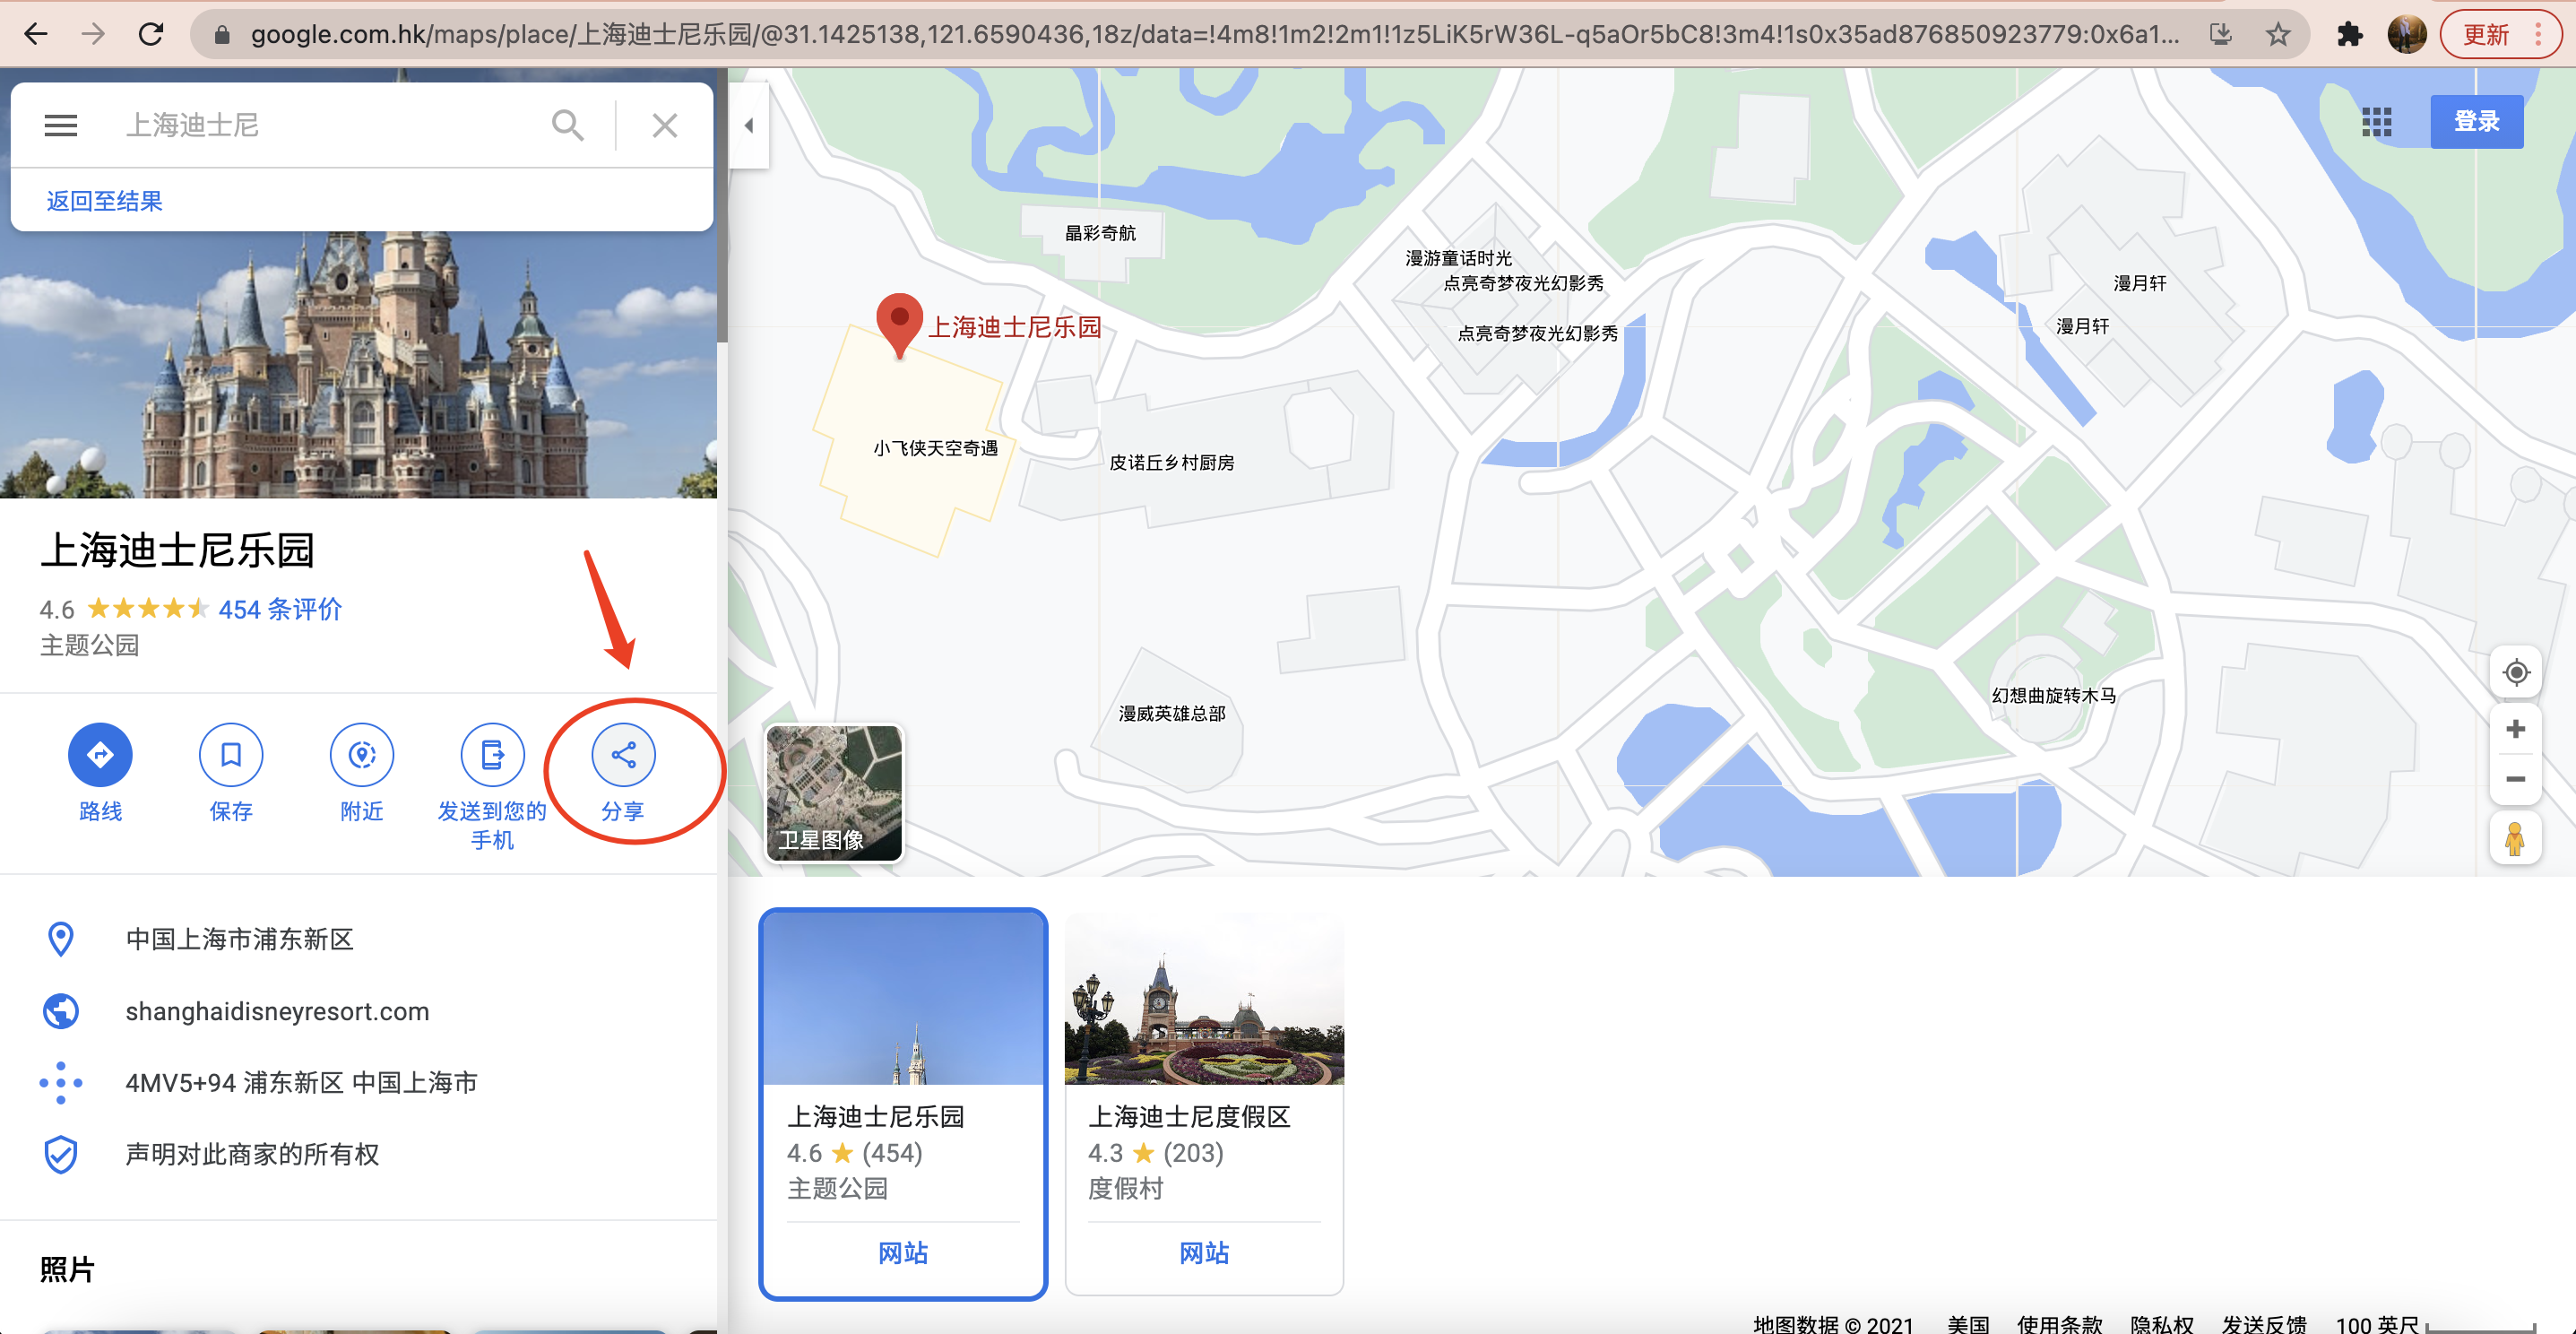 google.com.hk/maps/place/上海迪士尼乐园/@31.1425138,121.6590436,18z/data=!4m8!1m2!2m1!1z5LiK5rW36L-q5aOr5bC8!3m4!1s0x35ad876850923779:0x6a1...
更新
上海迪士尼
返回至结果
登录
上海迪士尼乐园
4.6 454 条评价
主题公园
路线
保存
附近
发送到您的
手机
分享
中国上海市浦东新区
shanghaidisneyresort.com
4MV5+94 浦东新区 中国上海市
声明对此商家的所有权
照片
晶彩奇航
漫游童话时光
点亮奇梦夜光幻影秀
点亮奇梦夜光幻影秀
漫月轩
漫月轩
上海迪士尼乐园
小飞侠天空奇遇
皮诺丘乡村厨房
漫威英雄总部
幻想曲旋转木马
卫星图像
上海迪士尼乐园
4.6 ★ (454)
主题公园
网站
上海迪士尼度假区
4.3 ★ (203)
度假村
网站
地图数据 © 2021 美国 使用条款 隐私权 发送反馈 100 英尺